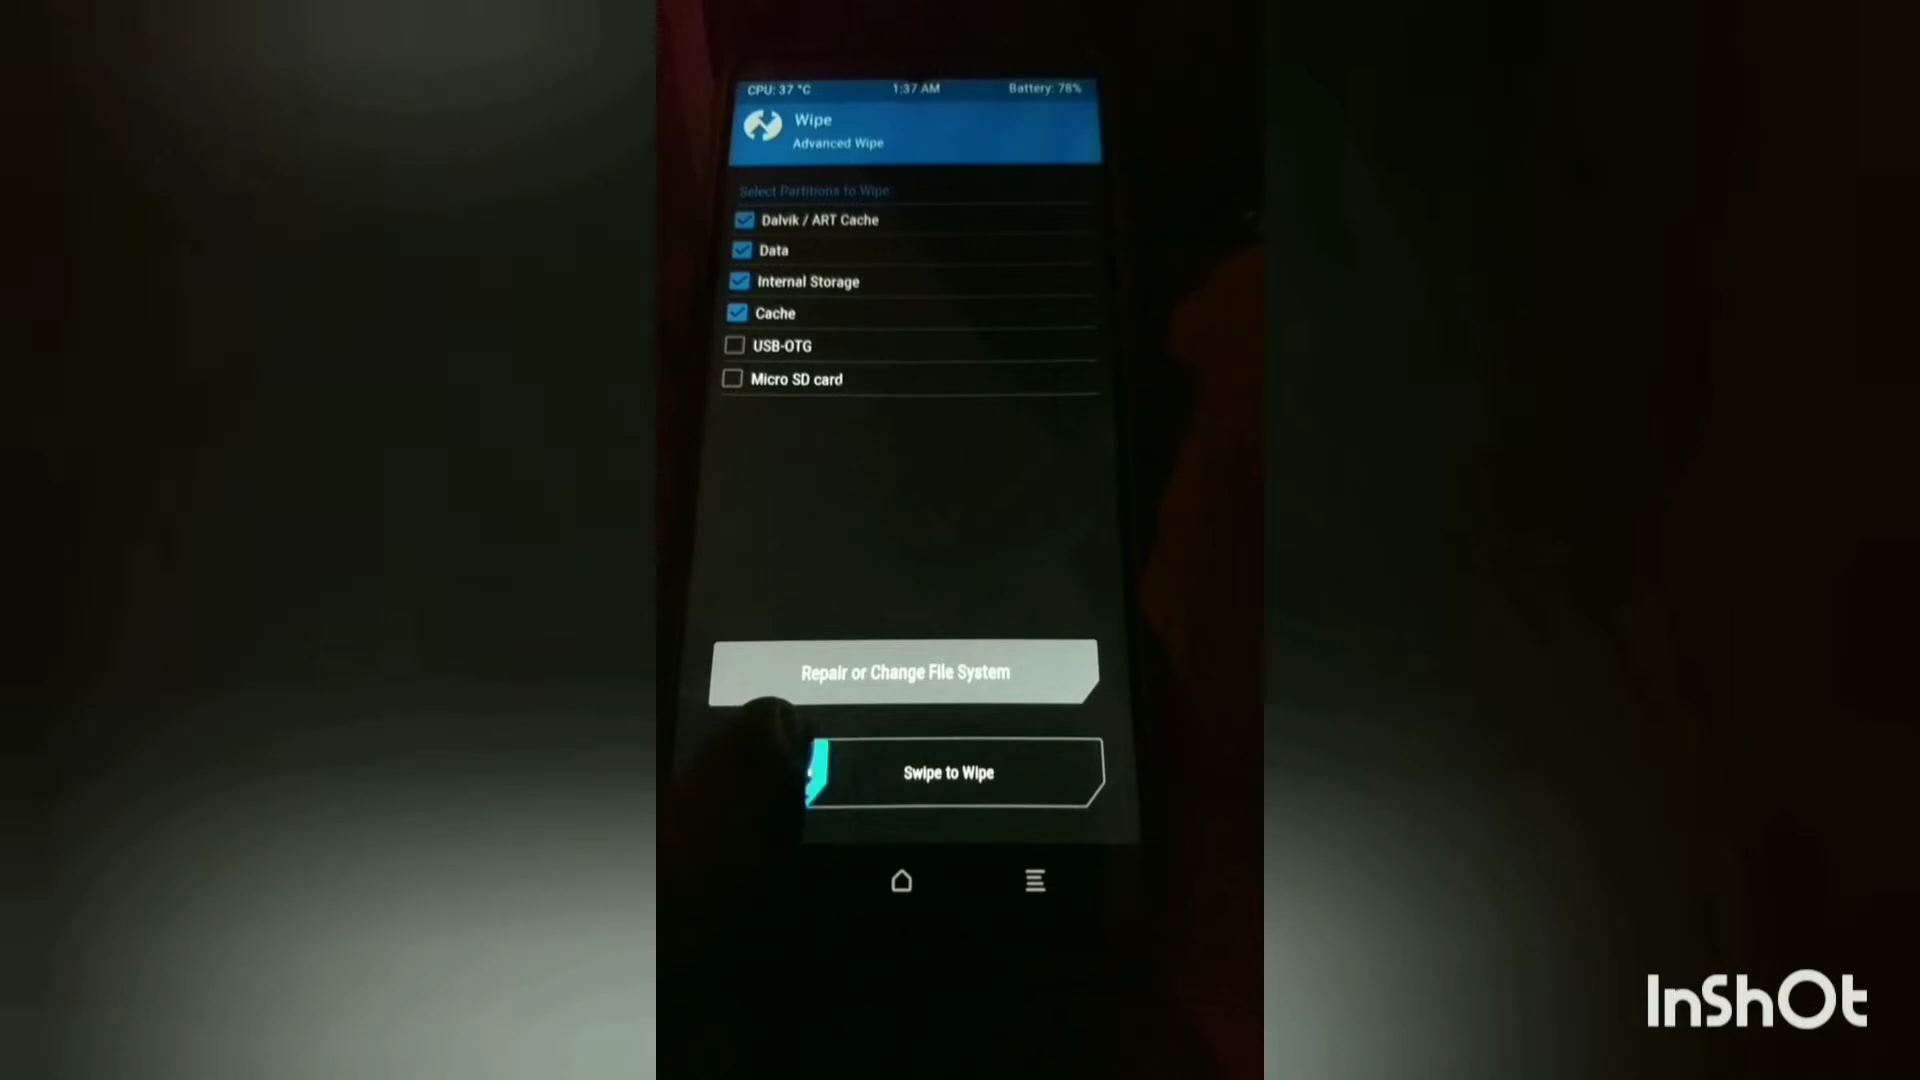 CPU: 37 °C 1:37 AM Battery: 78%
Wipe
Advanced Wipe
Select Partitions to Wipe:
Dalvik / ART Cache
Data
Internal Storage
Cache
USB-OTG
Micro SD card
Repair or Change File System
Swipe to Wipe
InShOt